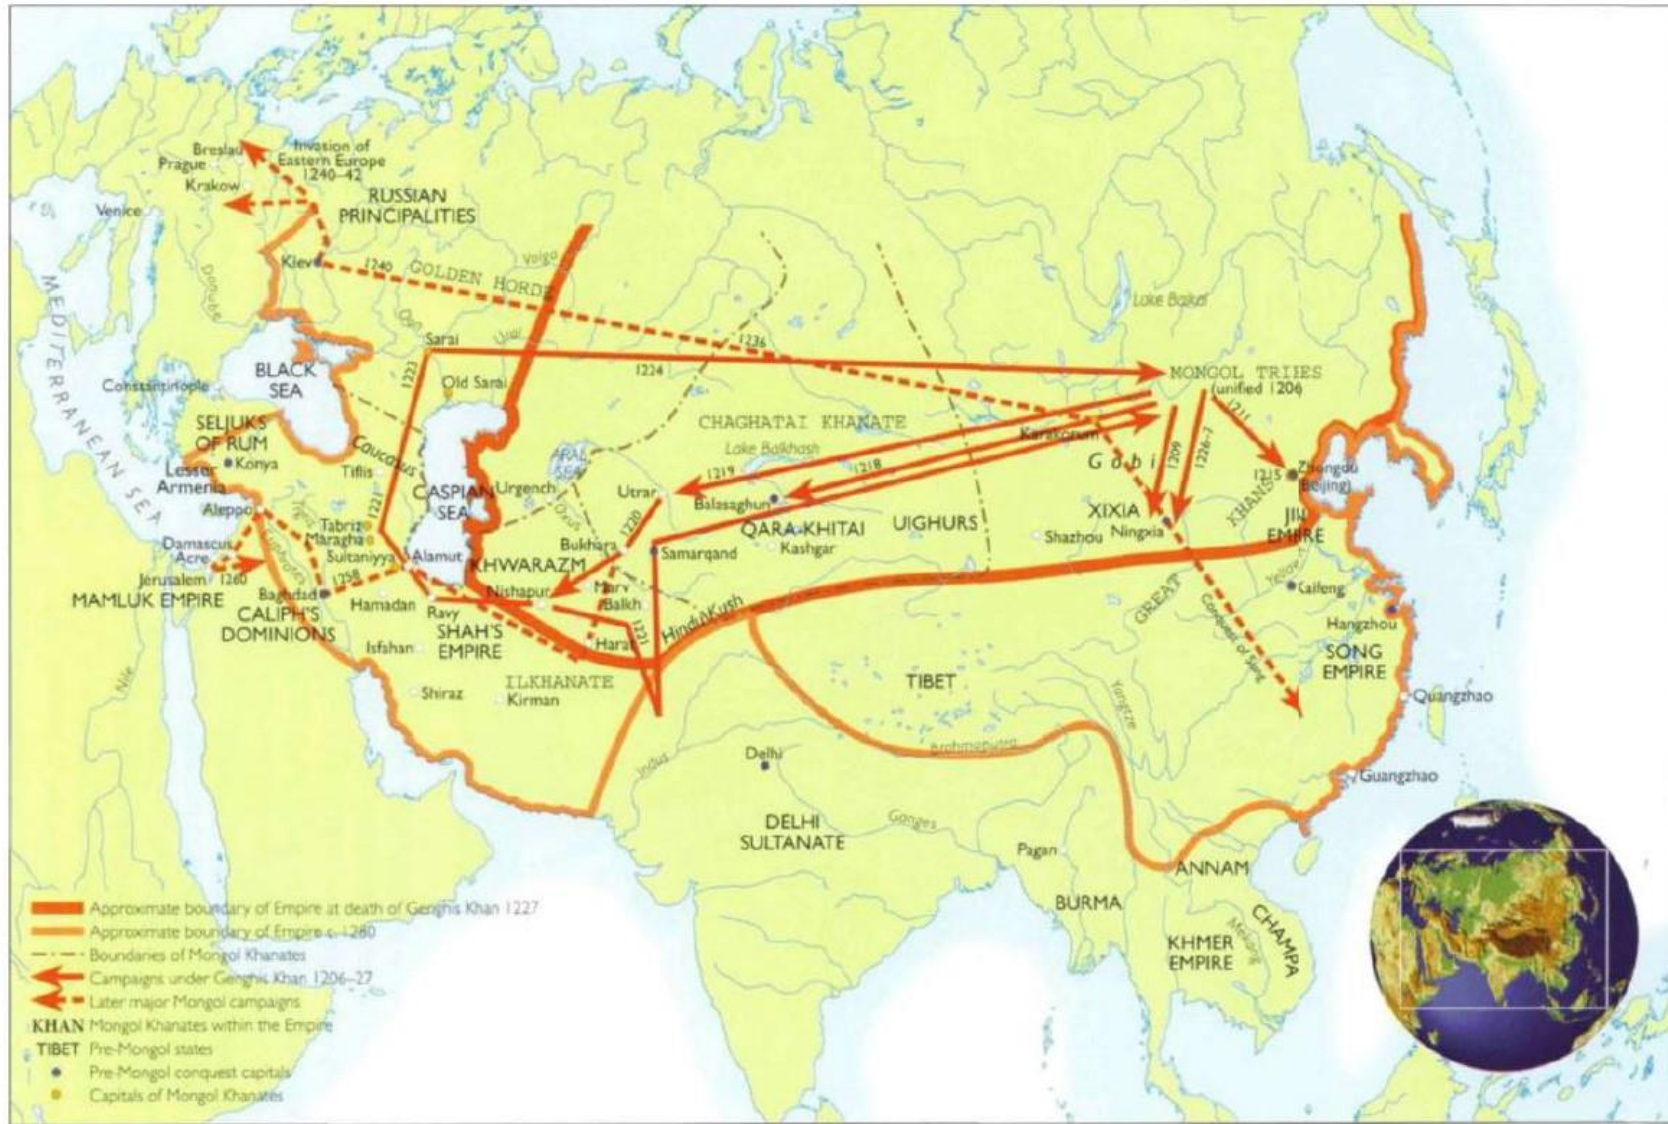 Breslau
Prague
Krakow
Venice
Invasion of
Eastern Europe
1240–42
RUSSIAN
PRINCIPALITIES
Kiev
1240
GOLDEN HORDE
Volga
Danube
Don
Ural
Sarai
1223
Old Sarai
1224
1236
Lake Baikal
MONGOL TRIIES
(unified 1206)
1211
MEDITERRANEAN SEA
Constantinople
BLACK
SEA
SELJUKS
OF RUM
Konya
Lesser
Armenia
Aleppo
Caucasus
Tiflis
1221
CASPIAN
SEA
Urgench
ARAL
SEA
Oxus
CHAGHATAI KHANATE
Lake Balkhash
1219
1218
Utrar
Balasaghun
QARA-KHITAI
UIGHURS
Kashgar
Karakorum
Gobi
1209
1226-7
1215
Zhongdu
(Beijing)
KHANS
JIU
EMPIRE
XIXIA
Ningxia
Shazhou
Tabriz
Maragha
Sultaniyya
Tigris
Euphrates
Damascus
Acre
Jerusalem
1260
MAMLUK EMPIRE
Baghdad
1258
CALIPH'S
DOMINIONS
Alamut
KHWARAZM
Bukhara
1220
Samarqand
Nishapur
Marv
Balkh
1221
Hamadan
Ravy
SHAH'S
EMPIRE
Isfahan
Harat
Hindu Kush
Nile
Shiraz
ILKHANATE
Kirman
TIBET
GREAT
Yellow
Conquest of Song
Caifeng
Hangzhou
SONG
EMPIRE
Quangzhao
Guangzhao
Yangtze
Brahmaputra
Indus
Delhi
DELHI
SULTANATE
Ganges
Pagan
BURMA
ANNAM
KHMER
EMPIRE
Mekong
CHAMPA
Approximate boundary of Empire at death of Genghis Khan 1227
Approximate boundary of Empire c. 1280
Boundaries of Mongol Khanates
Campaigns under Genghis Khan 1206–27
Later major Mongol campaigns
KHAN Mongol Khanates within the Empire
TIBET Pre-Mongol states
Pre-Mongol conquest capitals
Capitals of Mongol Khanates